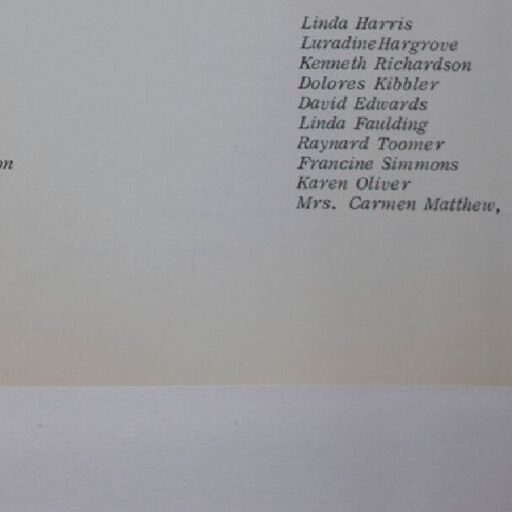 Linda Harris
LuradineHargrove
Kenneth Richardson
Dolores Kibbler
David Edwards
Linda Faulding
Raynard Toomer
on Francine Simmons
Karen Oliver
Mrs. Carmen Matthew,